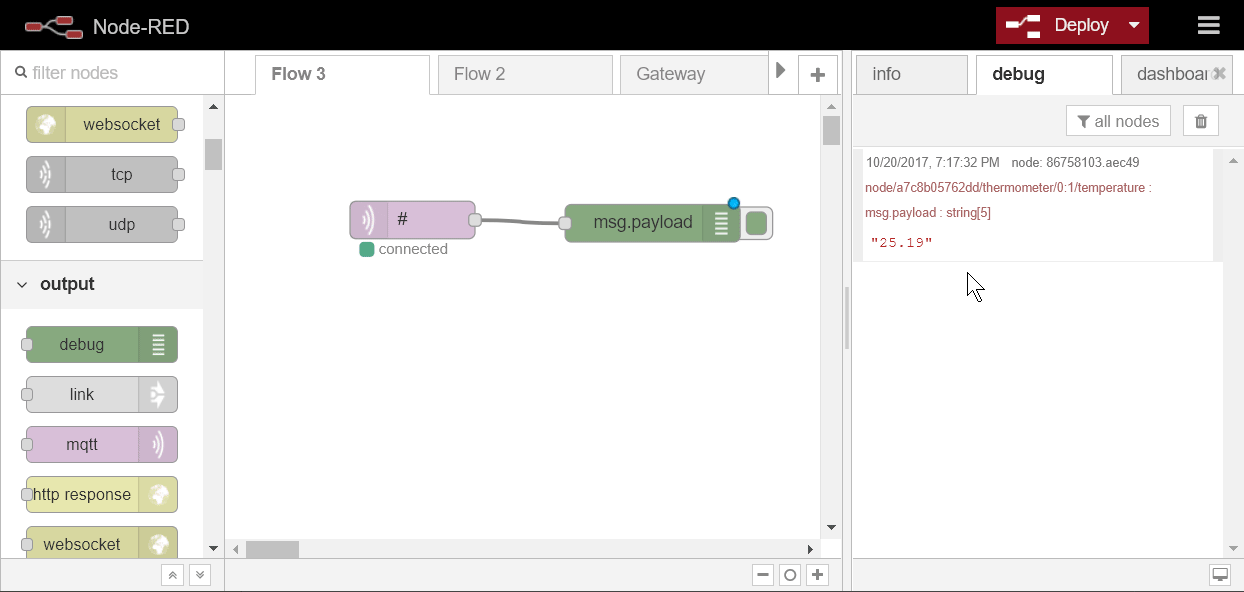 Node-RED
Deploy
filter nodes
Flow 3
Flow 2
Gateway
info
debug
dashboar
all nodes
websocket
tcp
udp
output
debug
link
mqtt
http response
websocket
#
connected
msg.payload
10/20/2017, 7:17:32 PM node: 86758103.aec49
node/a7c8b05762dd/thermometer/0:1/temperature :
msg.payload : string[5]
"25.19"